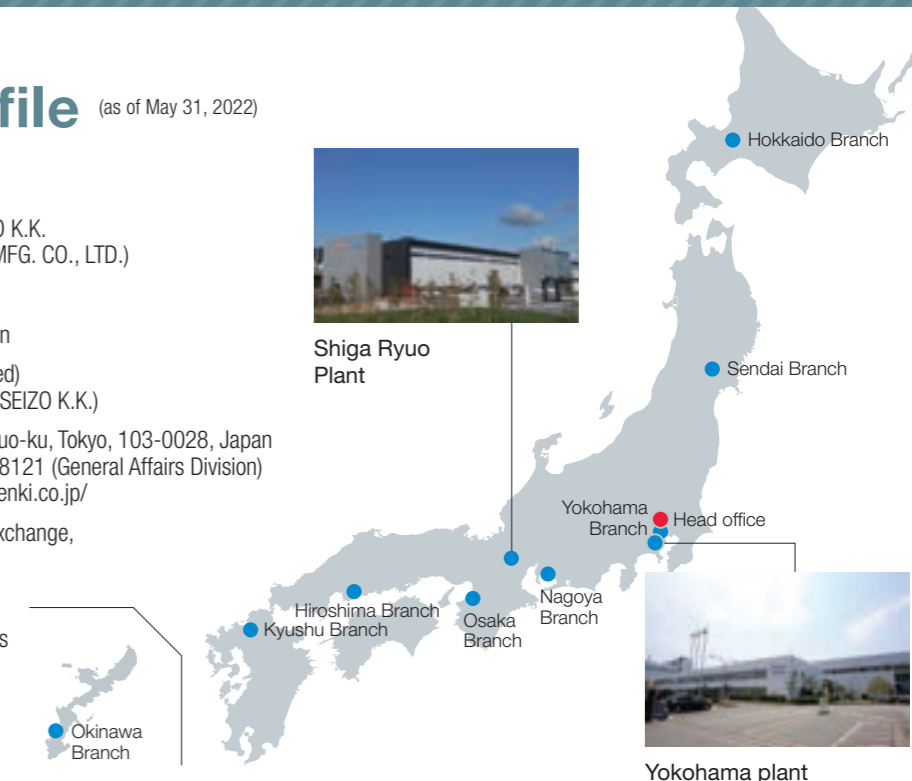 file (as of May 31, 2022)
K.K.
MFG. CO., LTD.)
SEIZO K.K.)
uo-ku, Tokyo, 103-0028, Japan
8121 (General Affairs Division)
enki.co.jp/
xchange,
Shiga Ryuo
Plant
Hokkaido Branch
Sendai Branch
Yokohama
Branch
Head office
Nagoya
Branch
Osaka
Branch
Hiroshima Branch
Kyushu Branch
Okinawa
Branch
Yokohama plant